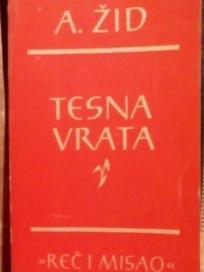 A. ŽID
TESNA
VRATA
»REČ I MISAO«